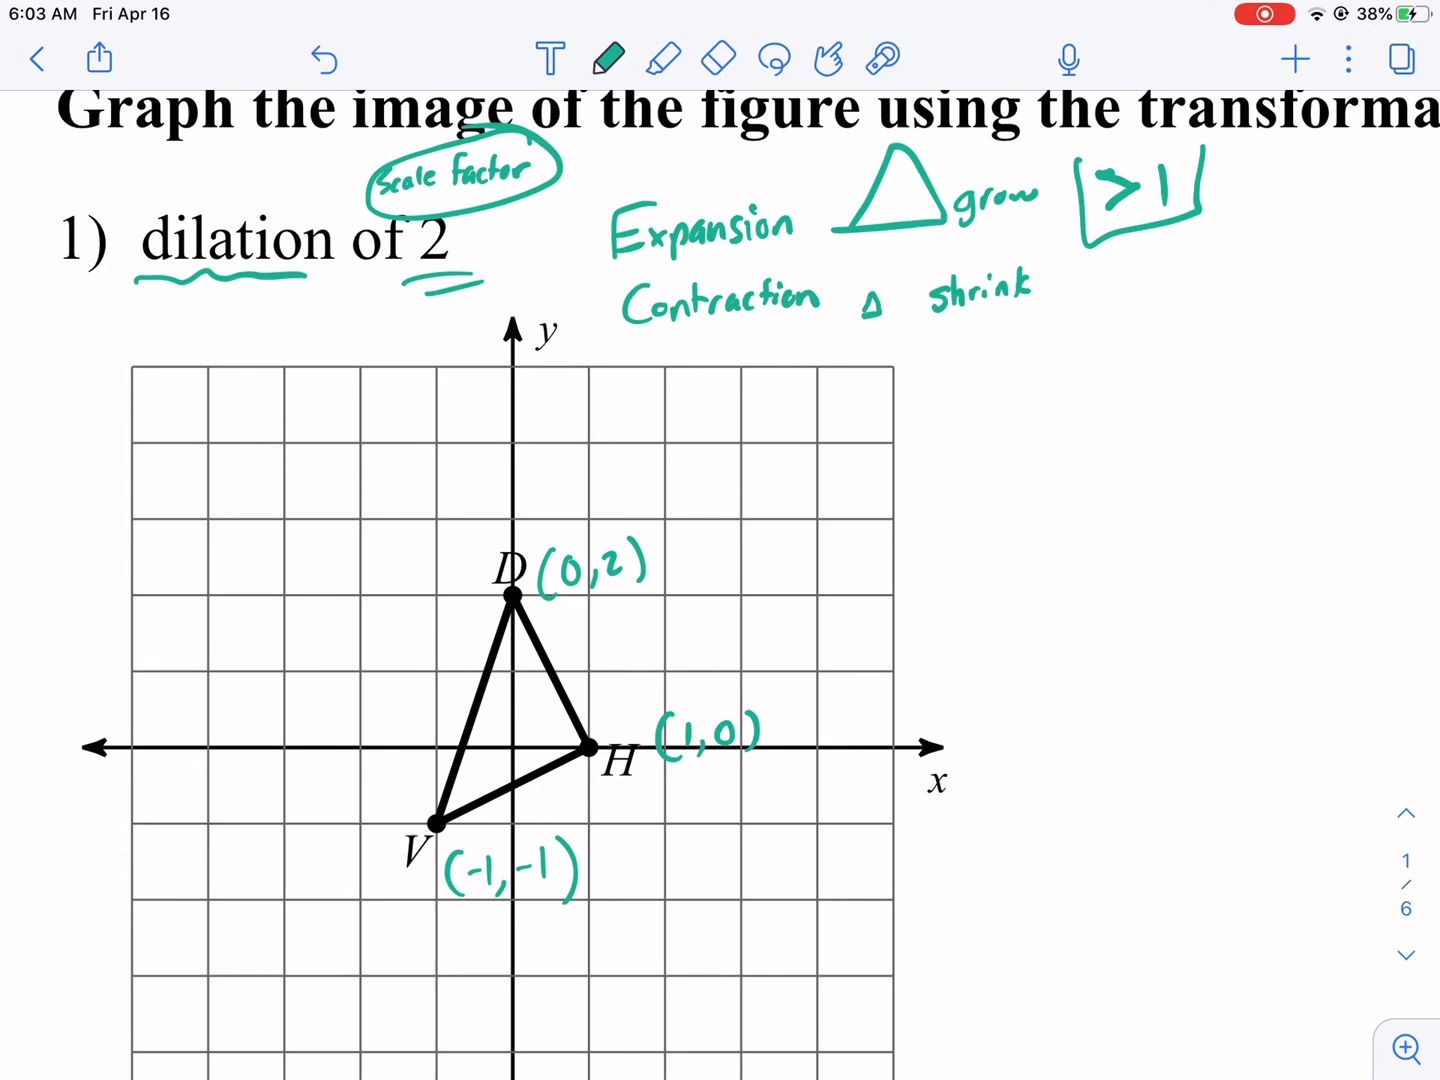 6:03 AM Fri Apr 16
38%
Graph the image of the figure using the transforma
Scale factor
1) dilation of 2
Expansion grow > 1
Contraction shrink
y
D (0,2)
H (1,0)
x
V (-1,-1)
1
/
6